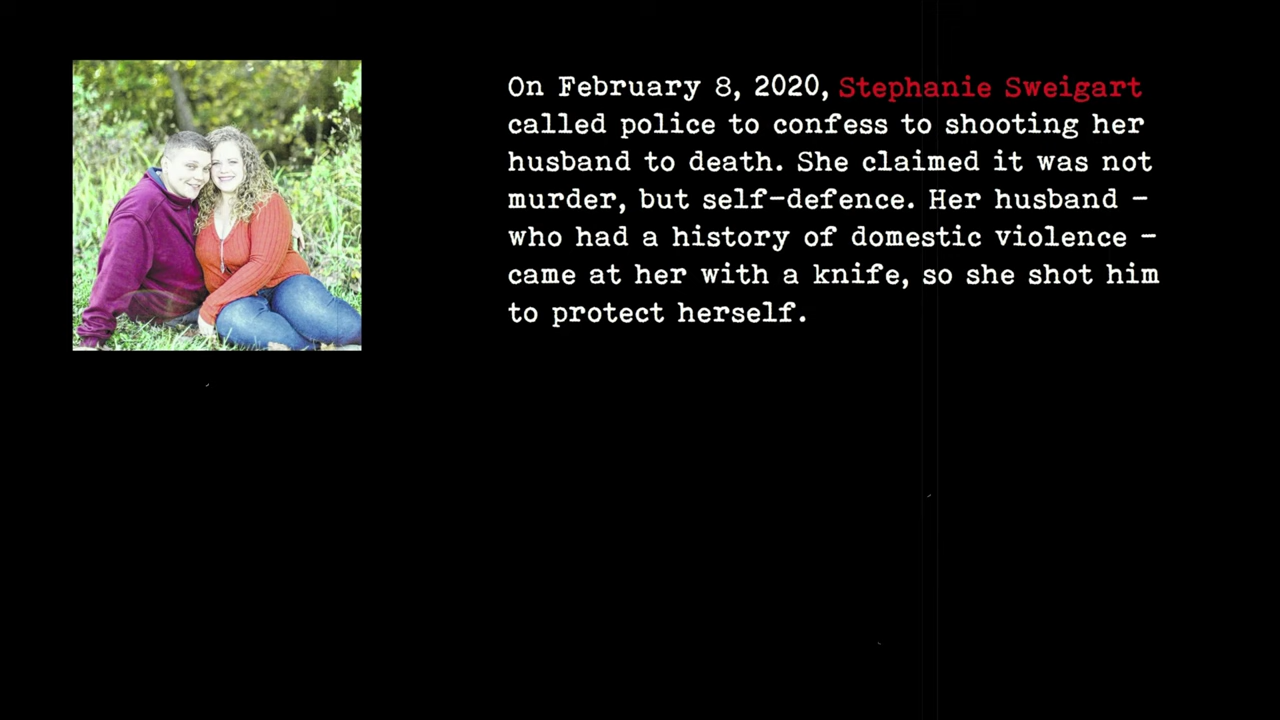 On February 8, 2020, Stephanie Sweigart
called police to confess to shooting her
husband to death. She claimed it was not
murder, but self-defence. Her husband -
who had a history of domestic violence -
came at her with a knife, so she shot him
to protect herself.